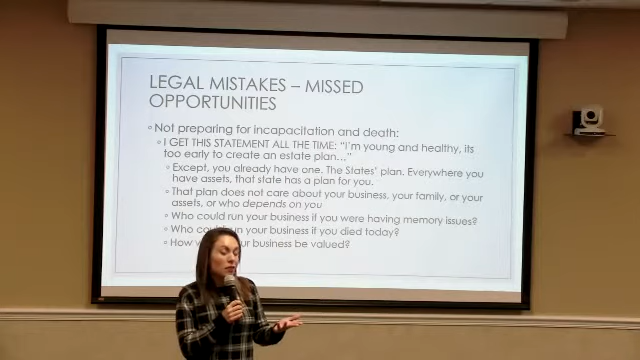 LEGAL MISTAKES – MISSED
OPPORTUNITIES
Not preparing for incapacitation and death:
I GET THIS STATEMENT ALL THE TIME: "I'm young and healthy, its
too early to create an estate plan…"
Except, you already have one. The States' plan. Everywhere you
have assets, that state has a plan for you.
That plan does not care about your business, your family, or your
assets, or who depends on you
Who could run your business if you were having memory issues?
Who run your business if you died today?
How business be valued?